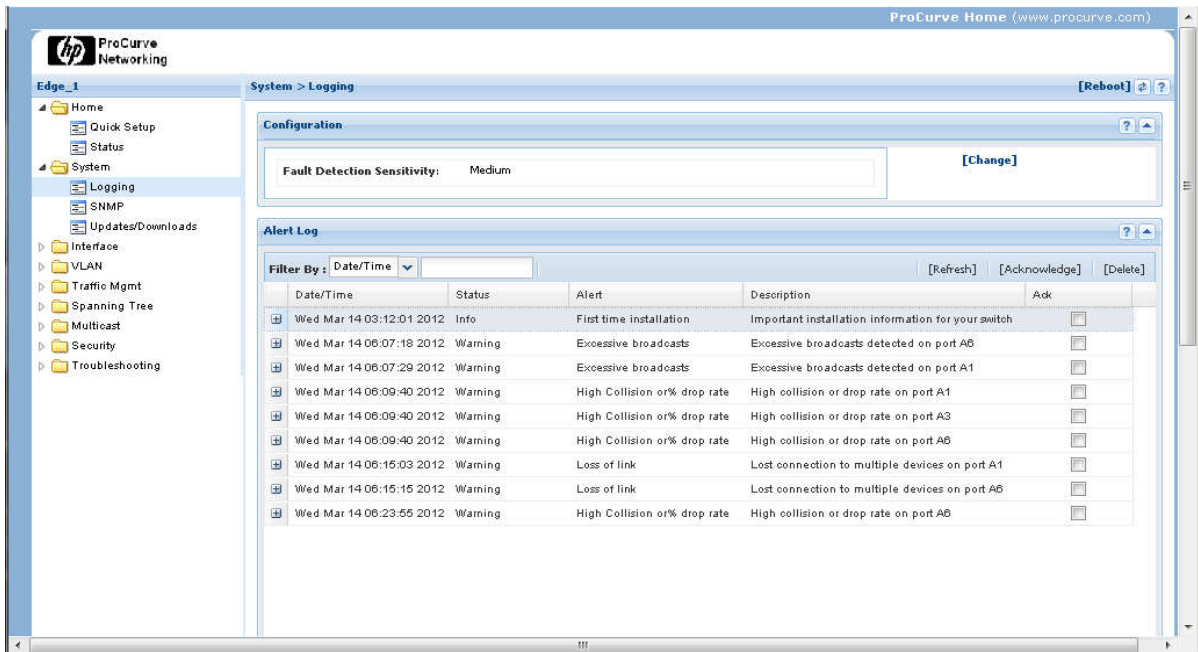 ProCurve Home (www.procurve.com)
hp ProCurve
Networking
Edge_1
System > Logging
[Reboot] ?
Home
Quick Setup
Status
System
Logging
SNMP
Updates/Downloads
Interface
VLAN
Traffic Mgmt
Spanning Tree
Multicast
Security
Troubleshooting
Configuration ?
Fault Detection Sensitivity: Medium
[Change]
Alert Log ?
Filter By : Date/Time [Refresh] [Acknowledge] [Delete]
Date/Time Status Alert Description Ack
Wed Mar 14 03:12:01 2012 Info First time installation Important installation information for your switch
Wed Mar 14 06:07:18 2012 Warning Excessive broadcasts Excessive broadcasts detected on port A6
Wed Mar 14 06:07:29 2012 Warning Excessive broadcasts Excessive broadcasts detected on port A1
Wed Mar 14 06:09:40 2012 Warning High Collision or% drop rate High collision or drop rate on port A1
Wed Mar 14 06:09:40 2012 Warning High Collision or% drop rate High collision or drop rate on port A3
Wed Mar 14 06:09:40 2012 Warning High Collision or% drop rate High collision or drop rate on port A6
Wed Mar 14 06:15:03 2012 Warning Loss of link Lost connection to multiple devices on port A1
Wed Mar 14 06:15:15 2012 Warning Loss of link Lost connection to multiple devices on port A6
Wed Mar 14 06:23:55 2012 Warning High Collision or% drop rate High collision or drop rate on port A6